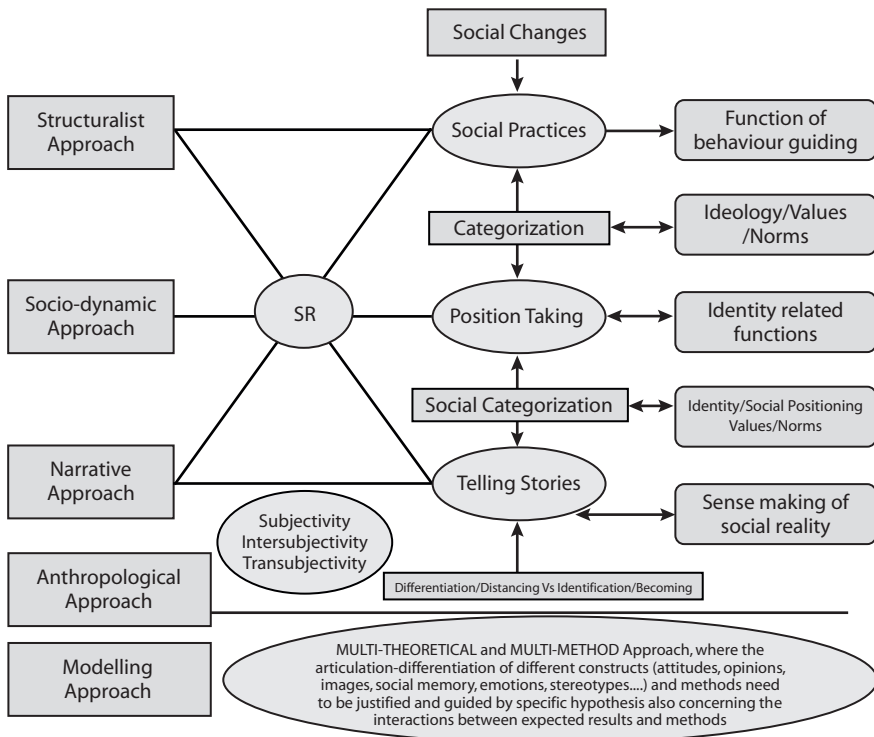 Social Changes
Structuralist
Approach
Social Practices
Function of
behaviour guiding
Categorization
Ideology/Values
/Norms
Socio-dynamic
Approach
SR
Position Taking
Identity related
functions
Social Categorization
Identity/Social Positioning
Values/Norms
Narrative
Approach
Telling Stories
Sense making of
social reality
Subjectivity
Intersubjectivity
Transubjectivity
Anthropological
Approach
Differentiation/Distancing Vs Identification/Becoming
Modelling
Approach
MULTI-THEORETICAL and MULTI-METHOD Approach, where the
articulation-differentiation of different constructs (attitudes, opinions,
images, social memory, emotions, stereotypes....) and methods need
to be justified and guided by specific hypothesis also concerning the
interactions between expected results and methods